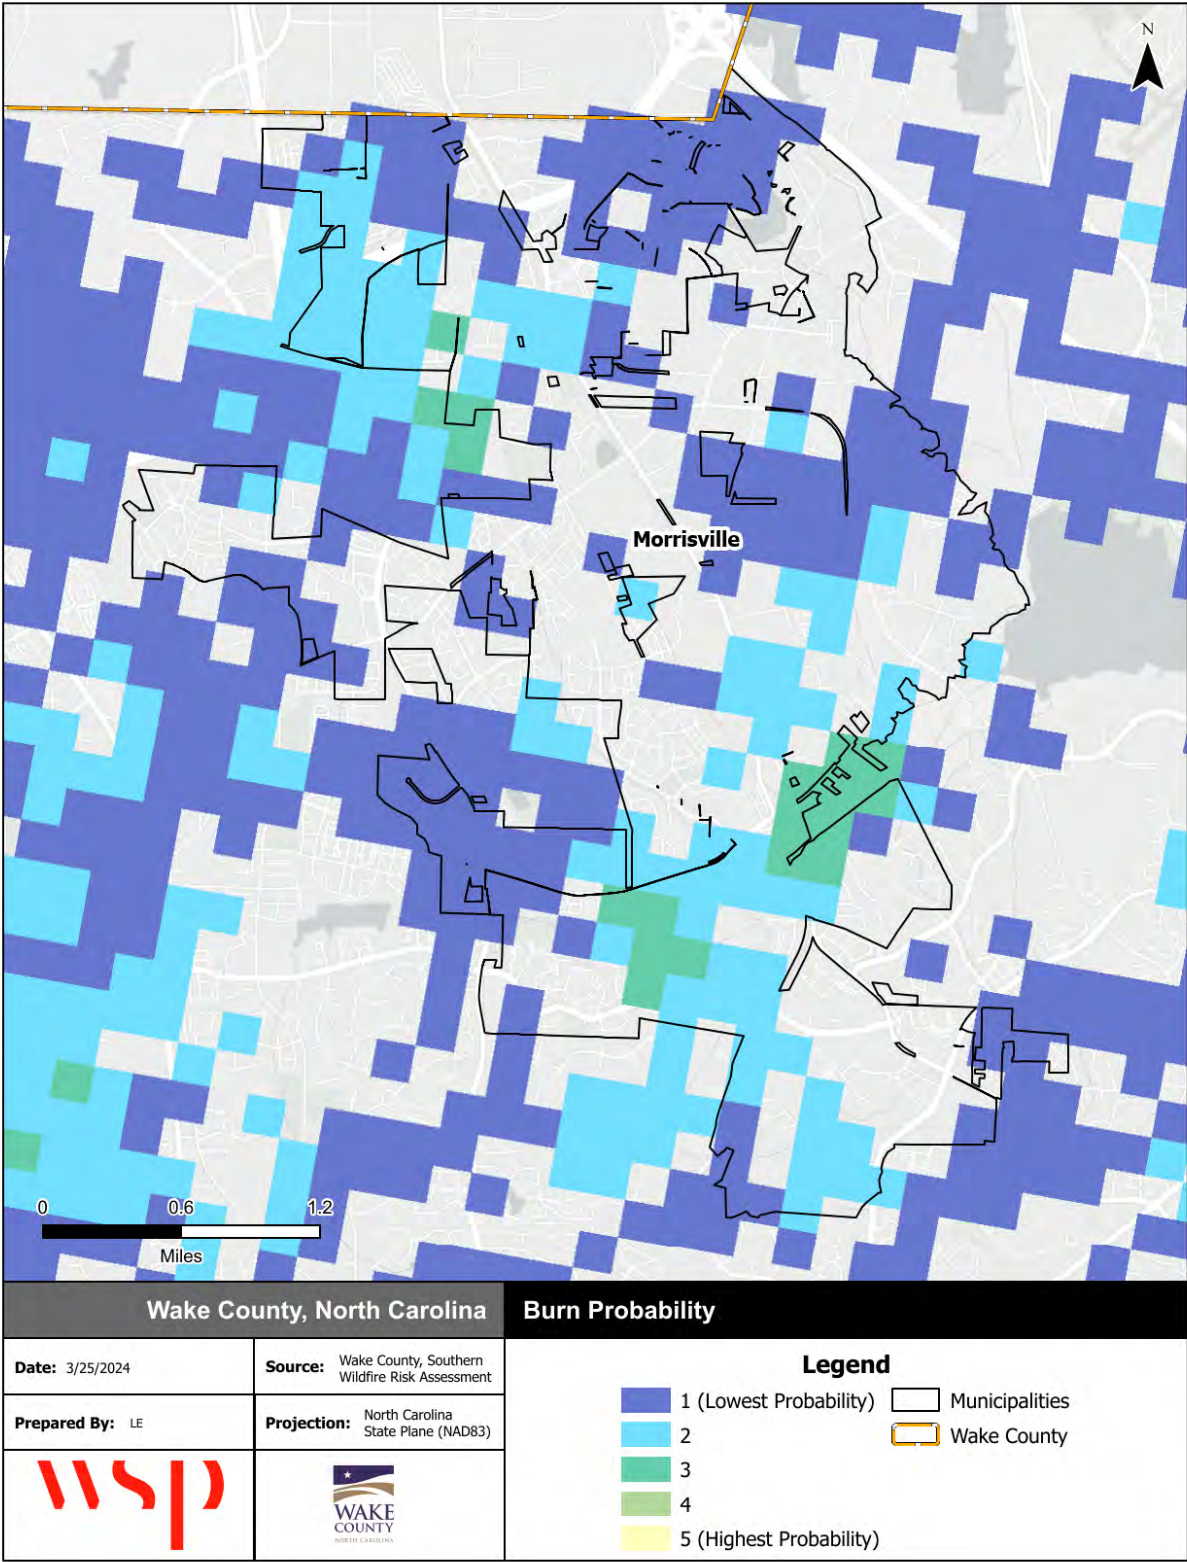 N
Morrisville
0 0.6 1.2
Miles
Wake County, North Carolina
Burn Probability
Date: 3/25/2024
Source: Wake County, Southern
Wildfire Risk Assessment
Prepared By: LE
Projection: North Carolina
State Plane (NAD83)
wsp
WAKE
COUNTY
NORTH CAROLINA
Legend
1 (Lowest Probability)
2
3
4
5 (Highest Probability)
Municipalities
Wake County